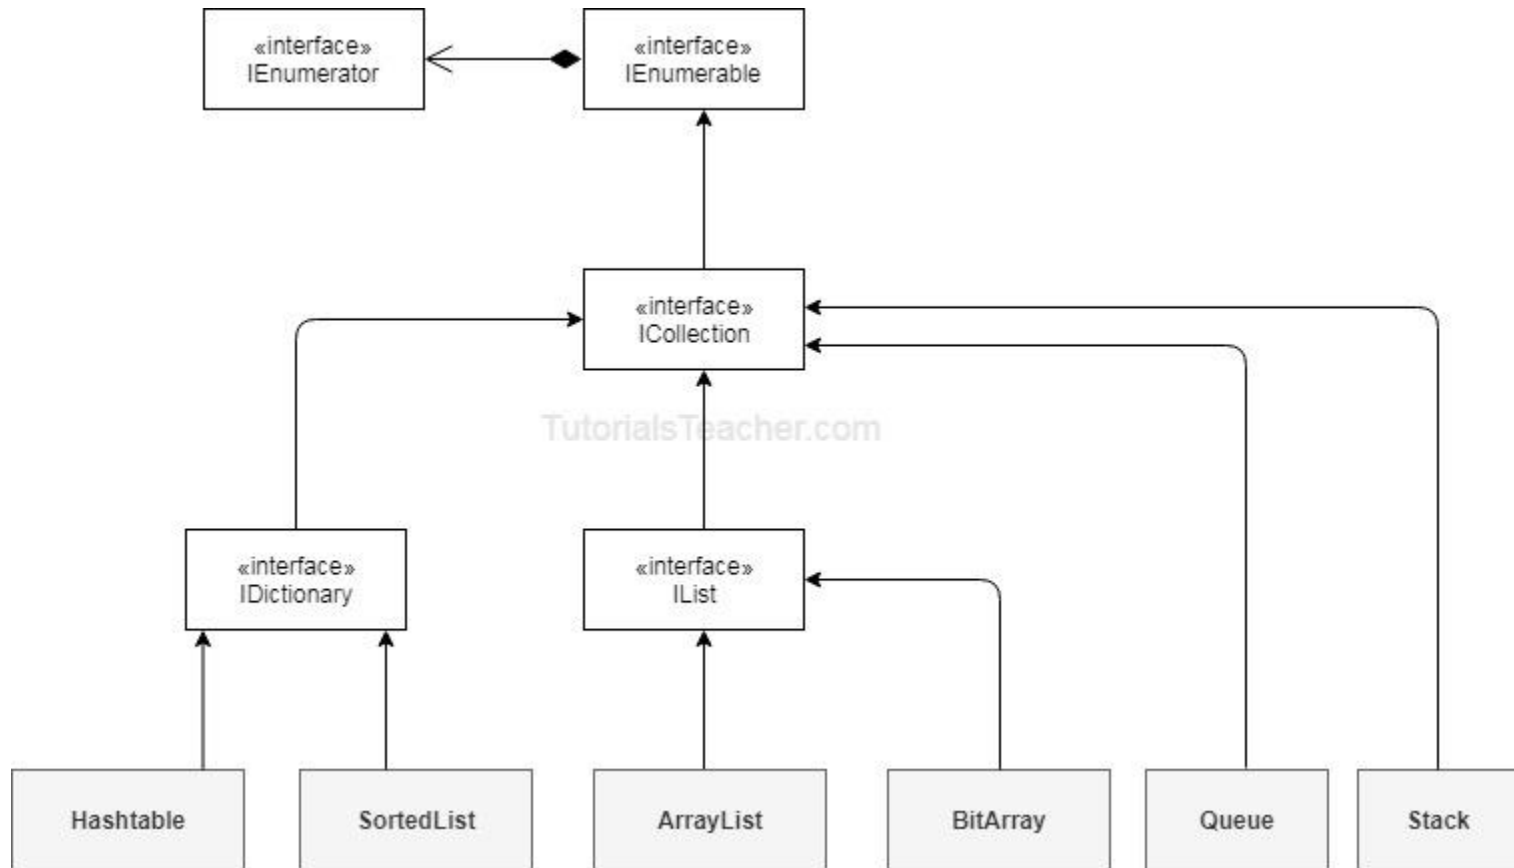 «interface»
IEnumerator
«interface»
IEnumerable
«interface»
ICollection
TutorialsTeacher.com
«interface»
IDictionary
«interface»
IList
Hashtable
SortedList
ArrayList
BitArray
Queue
Stack